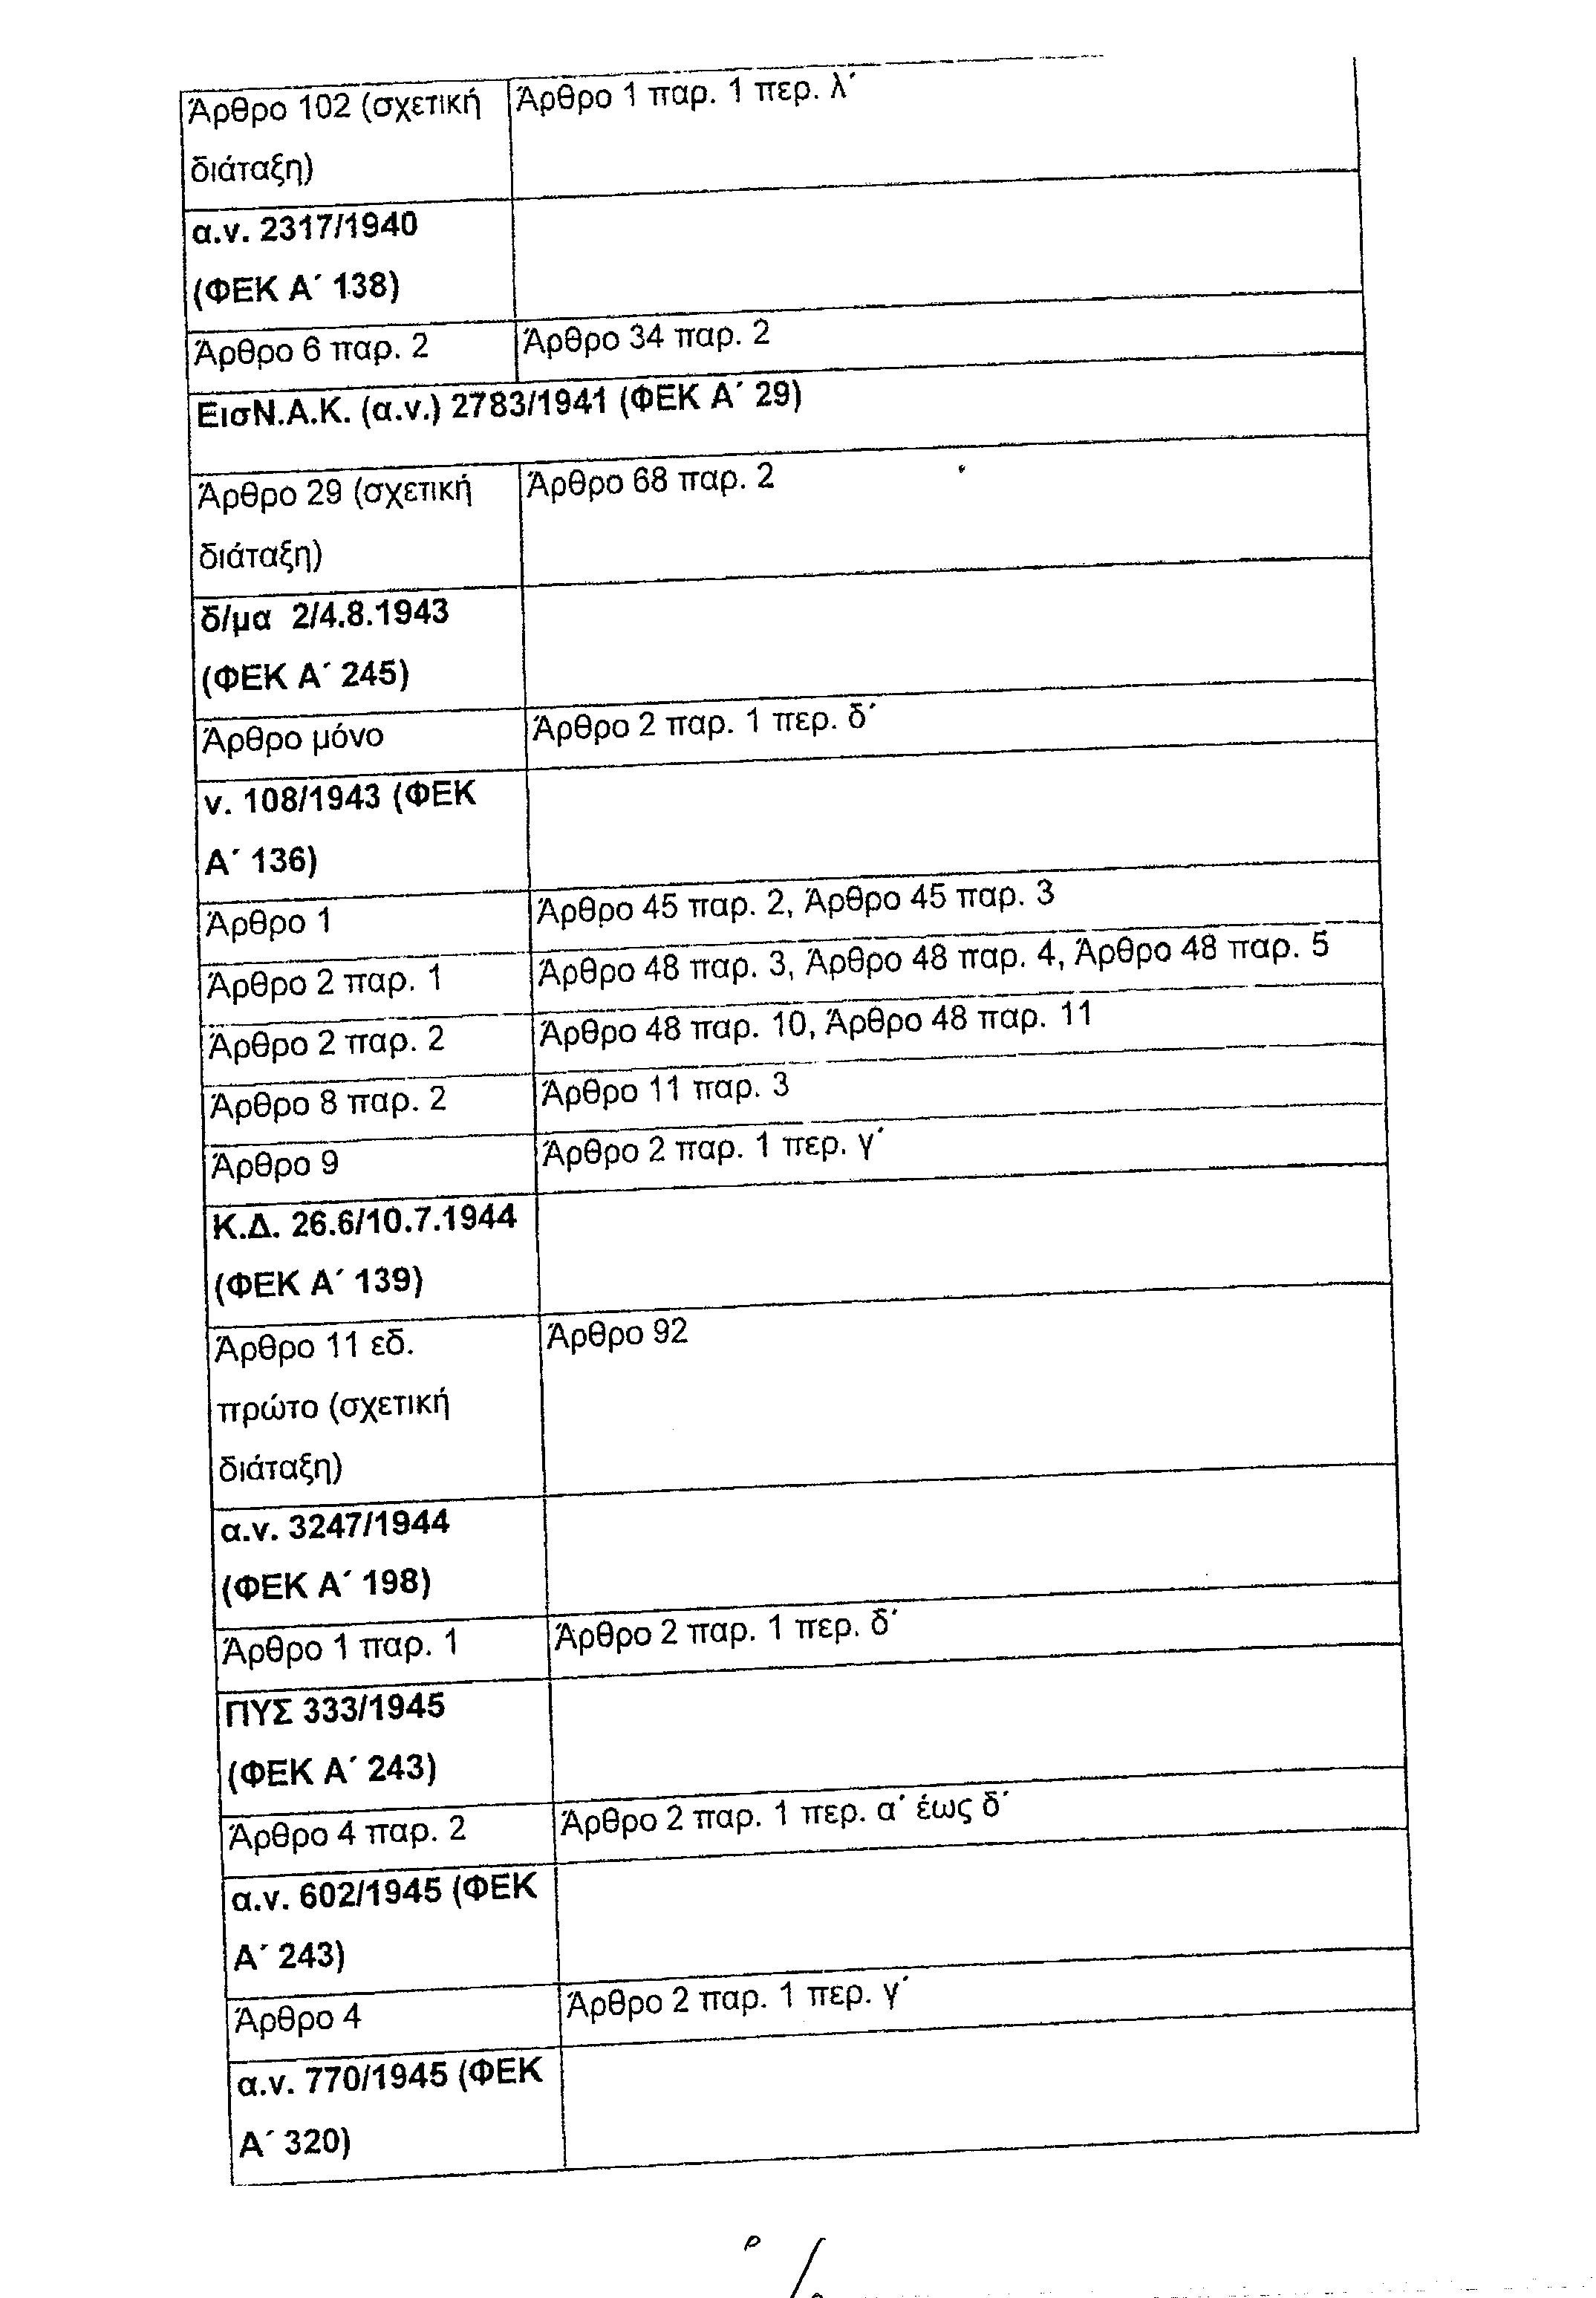 Άρθρο 102 (σχετική Άρθρο 1 παρ. 1 περ. λ΄
διάταξη)
α.ν. 2317/1940
(ΦΕΚ Α΄ 138)
Άρθρο 6 παρ. 2 Άρθρο 34 παρ. 2
ΕισΝ.Α.Κ. (α.ν.) 2783/1941 (ΦΕΚ Α΄ 29)
Άρθρο 29 (σχετική Άρθρο 68 παρ. 2
διάταξη)
δ/μα 2/4.8.1943
(ΦΕΚ Α΄ 245)
Άρθρο μόνο Άρθρο 2 παρ. 1 περ. δ΄
ν. 108/1943 (ΦΕΚ
Α΄ 136)
Άρθρο 1 Άρθρο 45 παρ. 2, Άρθρο 45 παρ. 3
Άρθρο 2 παρ. 1 Άρθρο 48 παρ. 3, Άρθρο 48 παρ. 4, Άρθρο 48 παρ. 5
Άρθρο 2 παρ. 2 Άρθρο 48 παρ. 10, Άρθρο 48 παρ. 11
Άρθρο 8 παρ. 2 Άρθρο 11 παρ. 3
Άρθρο 9 Άρθρο 2 παρ. 1 περ. γ΄
Κ.Δ. 26.6/10.7.1944
(ΦΕΚ Α΄ 139)
Άρθρο 11 εδ. Άρθρο 92
πρώτο (σχετική
διάταξη)
α.ν. 3247/1944
(ΦΕΚ Α΄ 198)
Άρθρο 1 παρ. 1 Άρθρο 2 παρ. 1 περ. δ΄
ΠΥΣ 333/1945
(ΦΕΚ Α΄ 243)
Άρθρο 4 παρ. 2 Άρθρο 2 παρ. 1 περ. α΄ έως δ΄
α.ν. 602/1945 (ΦΕΚ
Α΄ 243)
Άρθρο 4 Άρθρο 2 παρ. 1 περ. γ΄
α.ν. 770/1945 (ΦΕΚ
Α΄ 320)